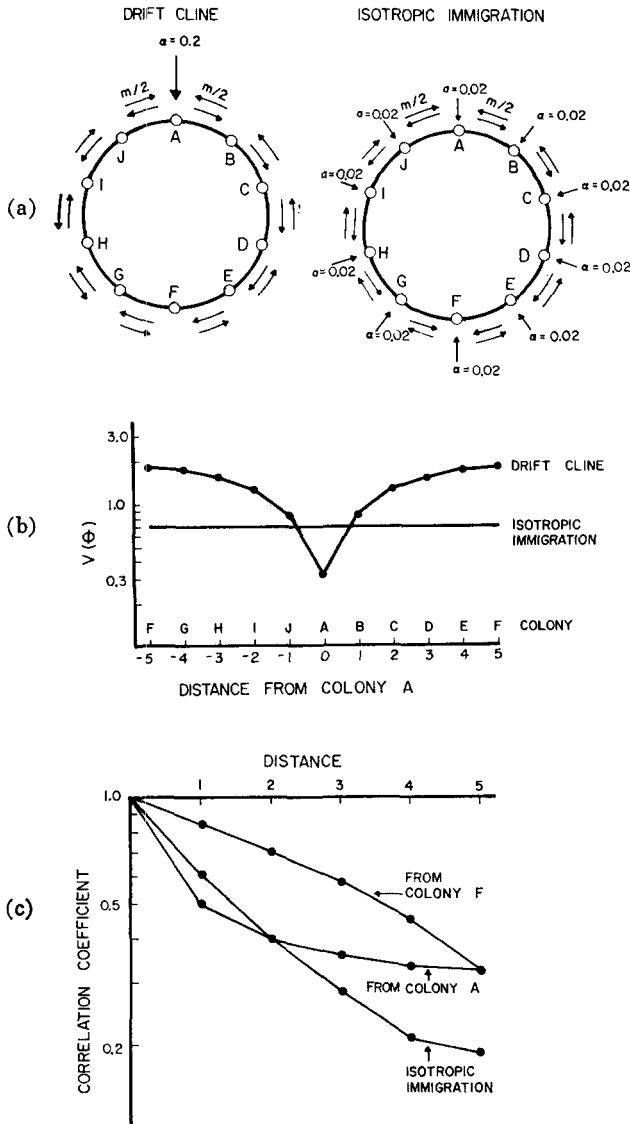 DRIFT CLINE
ISOTROPIC IMMIGRATION
(a)
α=0.2
m/2
m/2
A
B
C
D
E
F
G
H
I
J
α=0.02
α=0.02
m/2
m/2
α=0.02
α=0.02
α=0.02
α=0.02
α=0.02
α=0.02
α=0.02
α=0.02
A
B
C
D
E
F
G
H
I
J
(b)
V(θ)
3.0
1.0
0.3
DRIFT CLINE
ISOTROPIC
IMMIGRATION
F G H I J A B C D E F COLONY
-5 -4 -3 -2 -1 0 1 2 3 4 5
DISTANCE FROM COLONY A
(c)
DISTANCE
1 2 3 4 5
CORRELATION COEFFICIENT
1.0
0.5
0.2
FROM
COLONY F
FROM COLONY A
ISOTROPIC
IMMIGRATION